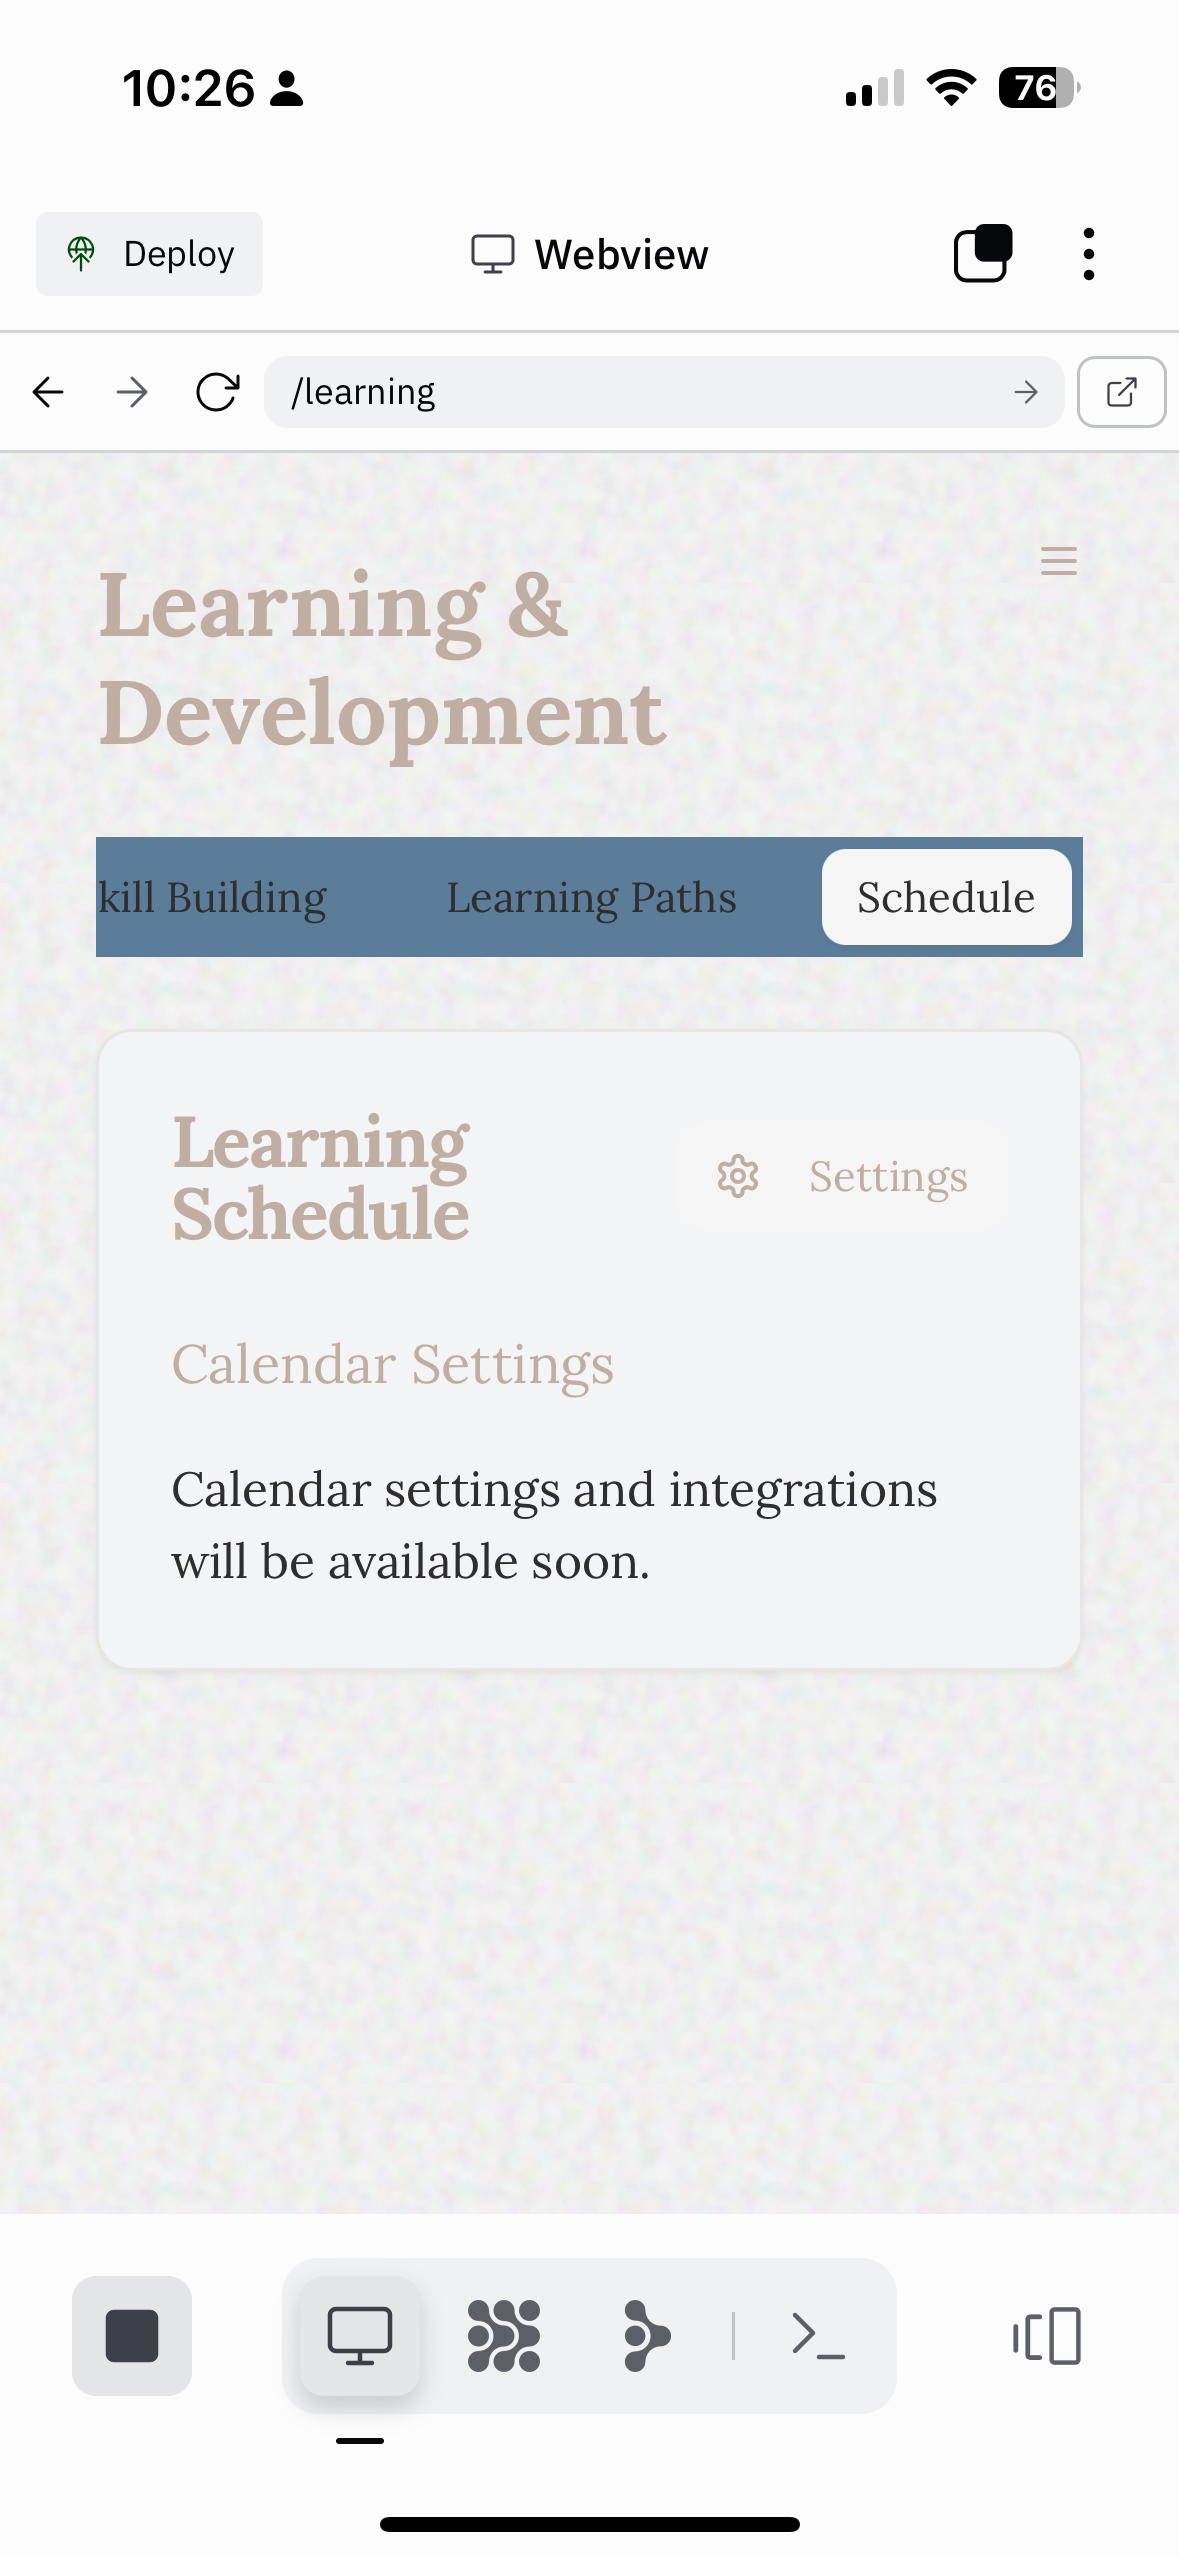 10:26
76
Deploy
Webview
/learning
Learning &
Development
kill Building
Learning Paths
Schedule
Learning
Schedule
Settings
Calendar Settings
Calendar settings and integrations
will be available soon.